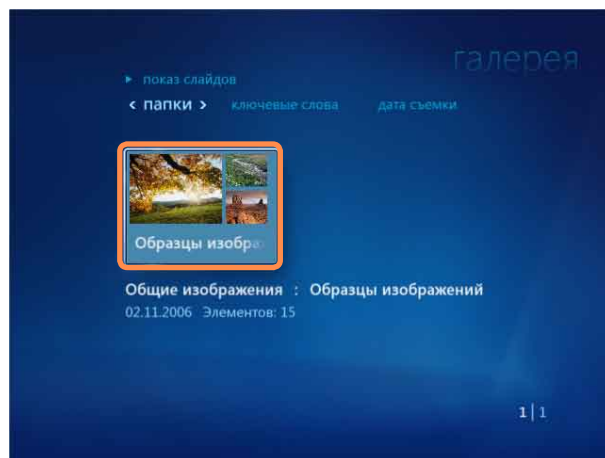 галерея
показ слайдов
< папки > ключевые слова дата съемки
Образцы изобра
Общие изображения : Образцы изображений
02.11.2006 Элементов: 15
1 | 1